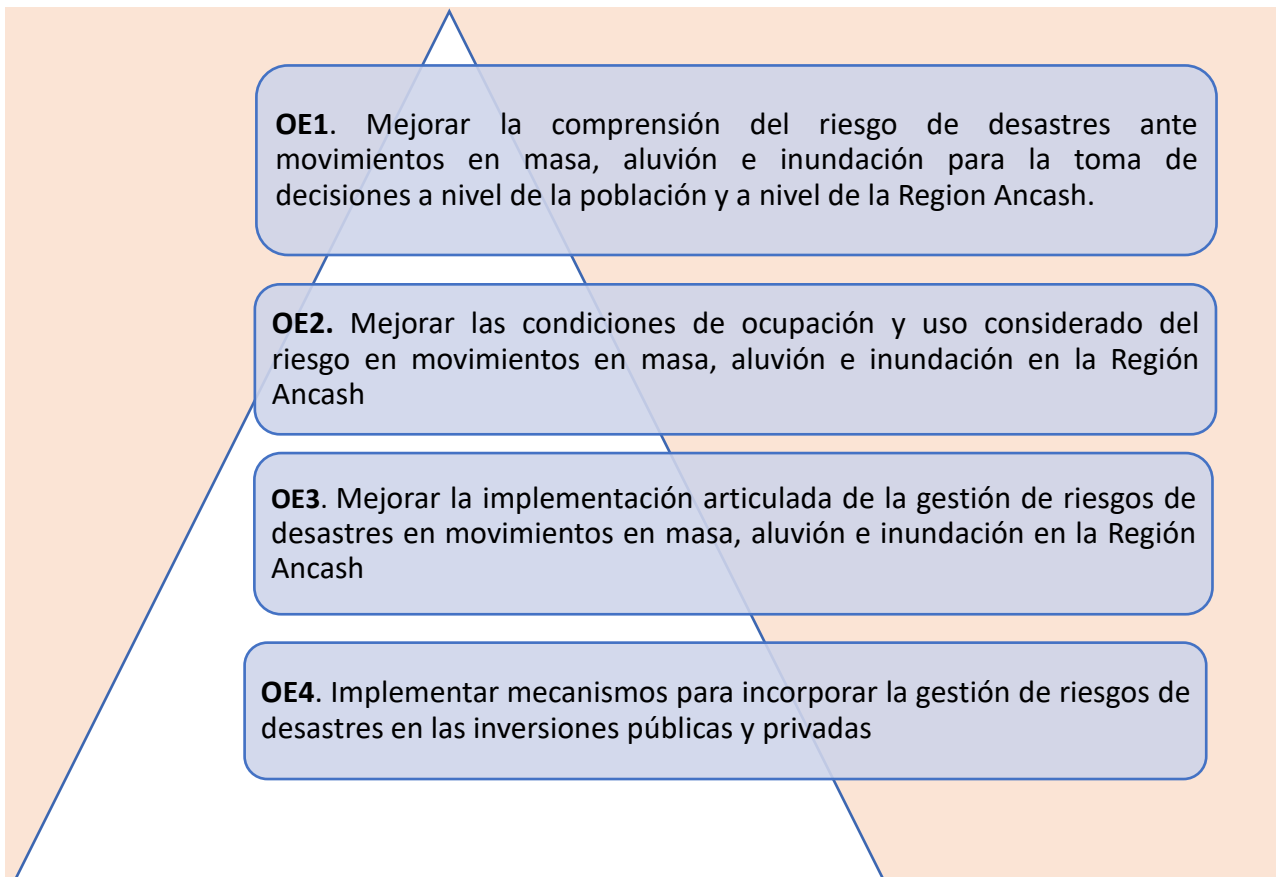 OE1. Mejorar la comprensión del riesgo de desastres ante
movimientos en masa, aluvión e inundación para la toma de
decisiones a nivel de la población y a nivel de la Region Ancash.
OE2. Mejorar las condiciones de ocupación y uso considerado del
riesgo en movimientos en masa, aluvión e inundación en la Región
Ancash
OE3. Mejorar la implementación articulada de la gestión de riesgos de
desastres en movimientos en masa, aluvión e inundación en la Región
Ancash
OE4. Implementar mecanismos para incorporar la gestión de riesgos de
desastres en las inversiones públicas y privadas